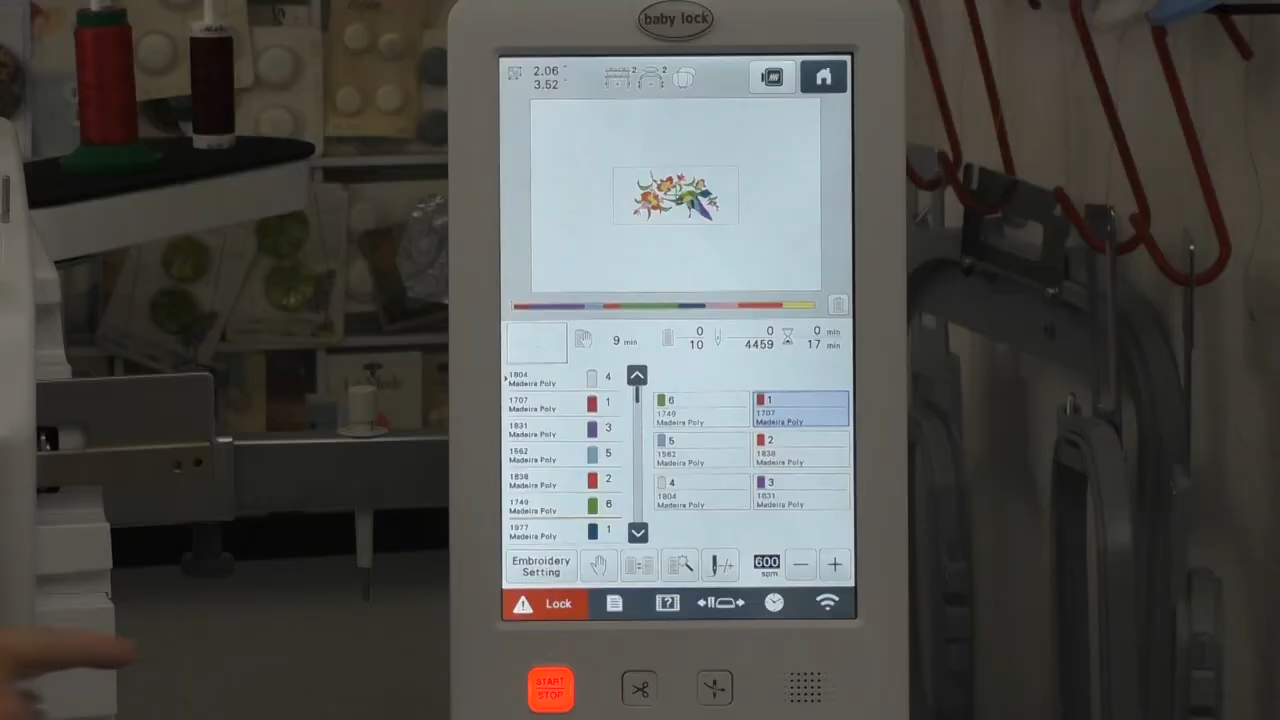 baby lock
2.06 "
3.52 "
2
2
0
10
0
4459
0 min
17 min
9 min
1804
Madeira Poly
4
1707
Madeira Poly
1
1831
Madeira Poly
3
1562
Madeira Poly
5
1838
Madeira Poly
2
1749
Madeira Poly
6
1977
Madeira Poly
1
6
1749
Madeira Poly
1
1707
Madeira Poly
5
1562
Madeira Poly
2
1838
Madeira Poly
4
1804
Madeira Poly
3
1831
Madeira Poly
Embroidery
Setting
-/+
600
spm
−
+
Lock
?
START
STOP